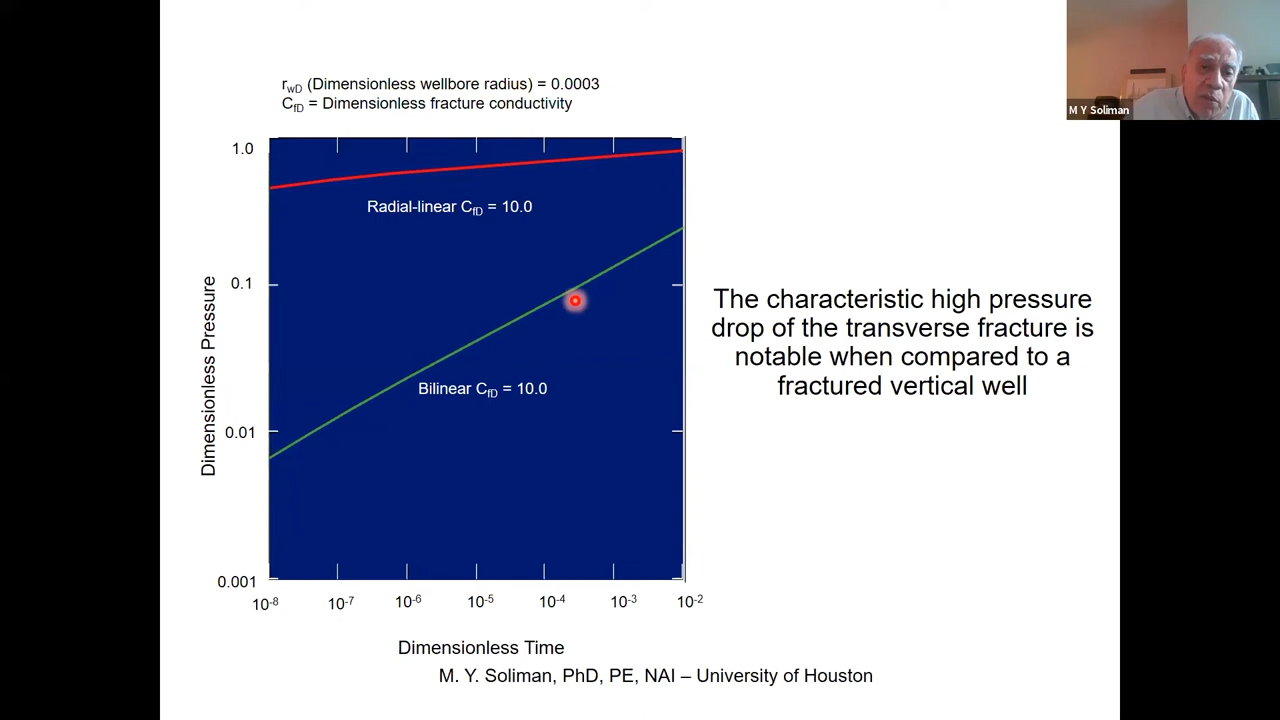 r_wD (Dimensionless wellbore radius) = 0.0003
C_fD = Dimensionless fracture conductivity
M Y Soliman
1.0
Radial-linear C_fD = 10.0
0.1
The characteristic high pressure
drop of the transverse fracture is
notable when compared to a
fractured vertical well
Dimensionless Pressure
Bilinear C_fD = 10.0
0.01
0.001
10^-8 10^-7 10^-6 10^-5 10^-4 10^-3 10^-2
Dimensionless Time
M. Y. Soliman, PhD, PE, NAI – University of Houston